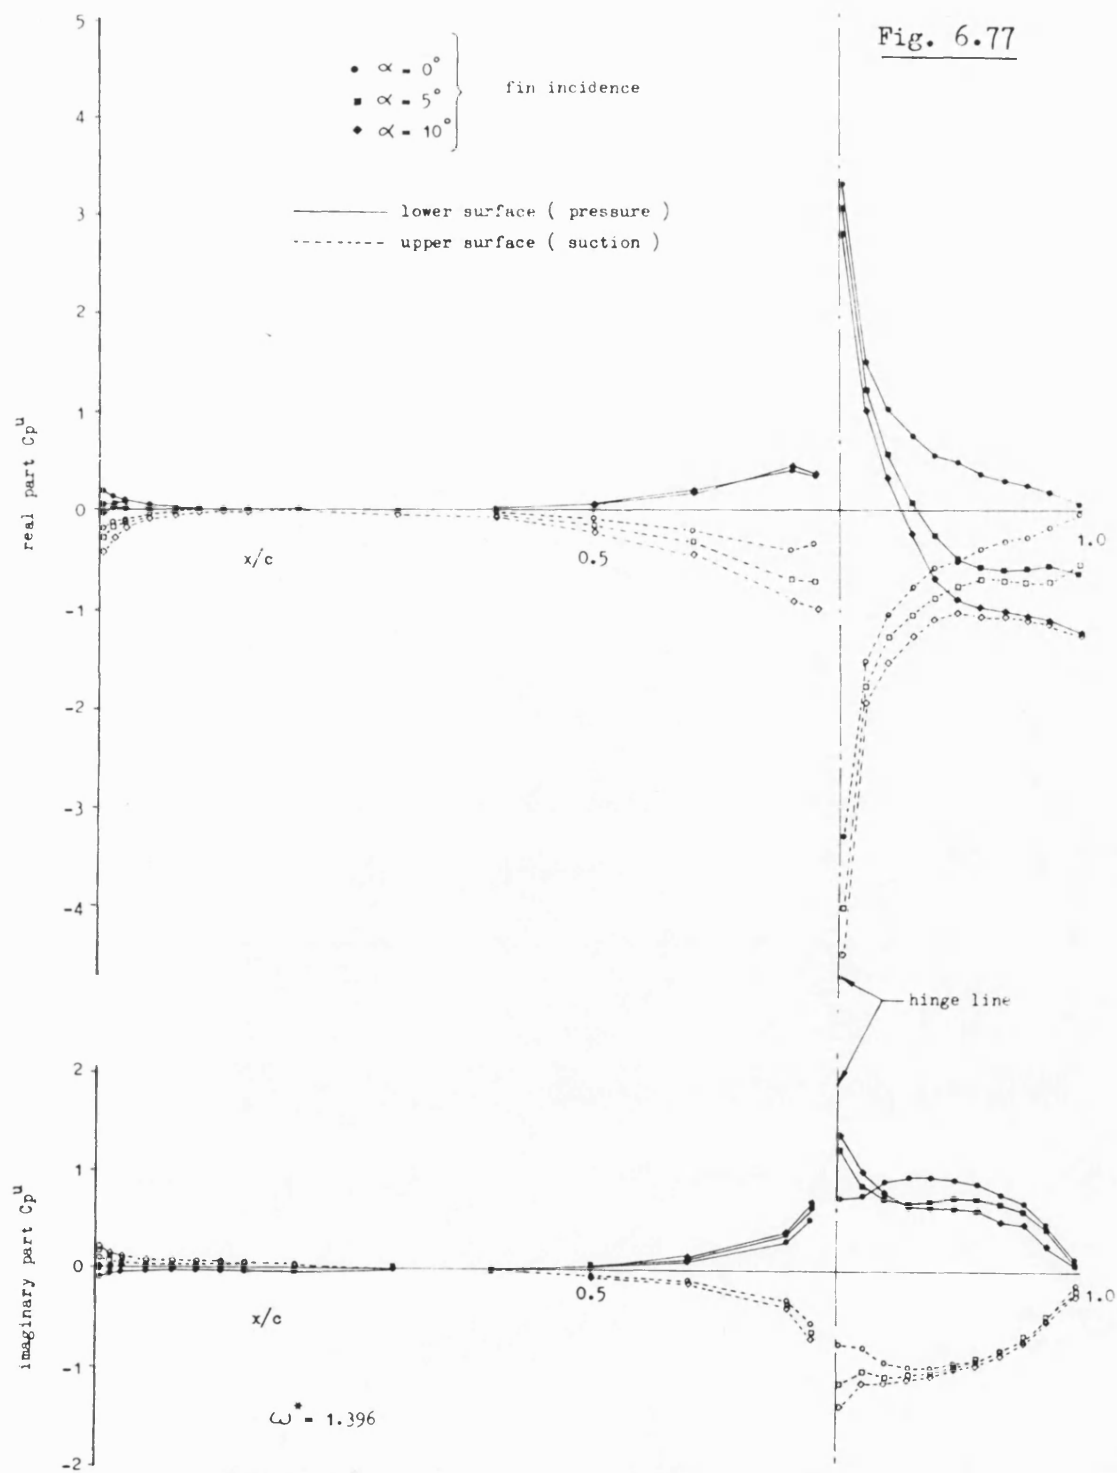 Fig. 6.77
5
4
3
2
1
0
-1
-2
-3
-4
real part Cpᵘ
• ∝ = 0°
■ ∝ = 5°
◆ ∝ = 10°
fin incidence
lower surface ( pressure )
upper surface ( suction )
x/c
0.5
1.0
hinge line
2
1
0
-1
-2
imaginary part Cpᵘ
x/c
0.5
1.0
ω* = 1.396